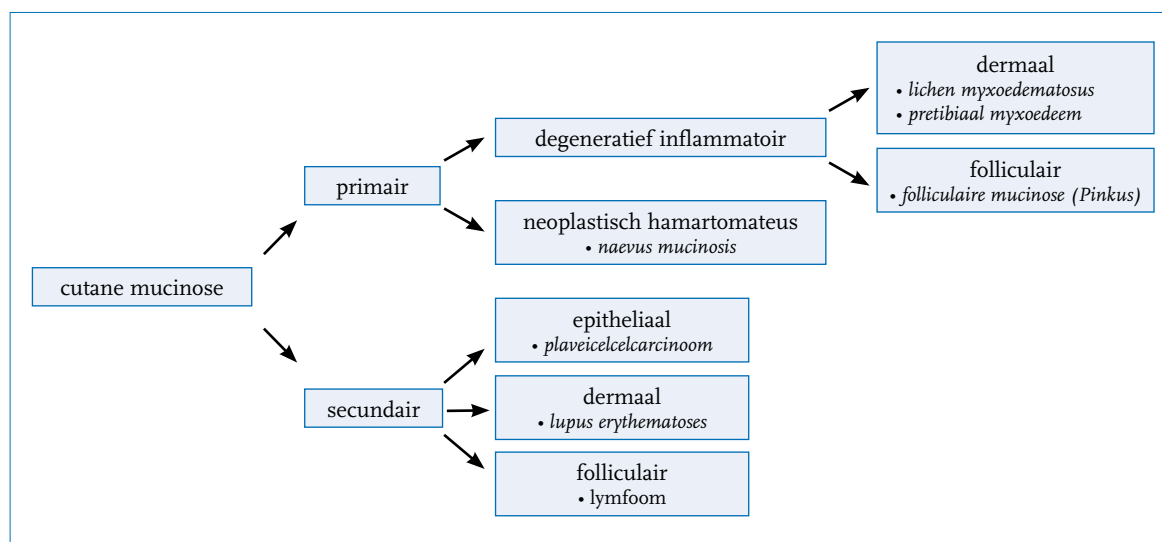 cutane mucinose
primair
degeneratief inflammatoir
dermaal
• lichen myxoedematosus
• pretibiaal myxoedeem
folliculair
• folliculaire mucinose (Pinkus)
neoplastisch hamartomateus
• naevus mucinosis
secundair
epitheliaal
• plaveicelcelcarcinoom
dermaal
• lupus erythematoses
folliculair
• lymfoom